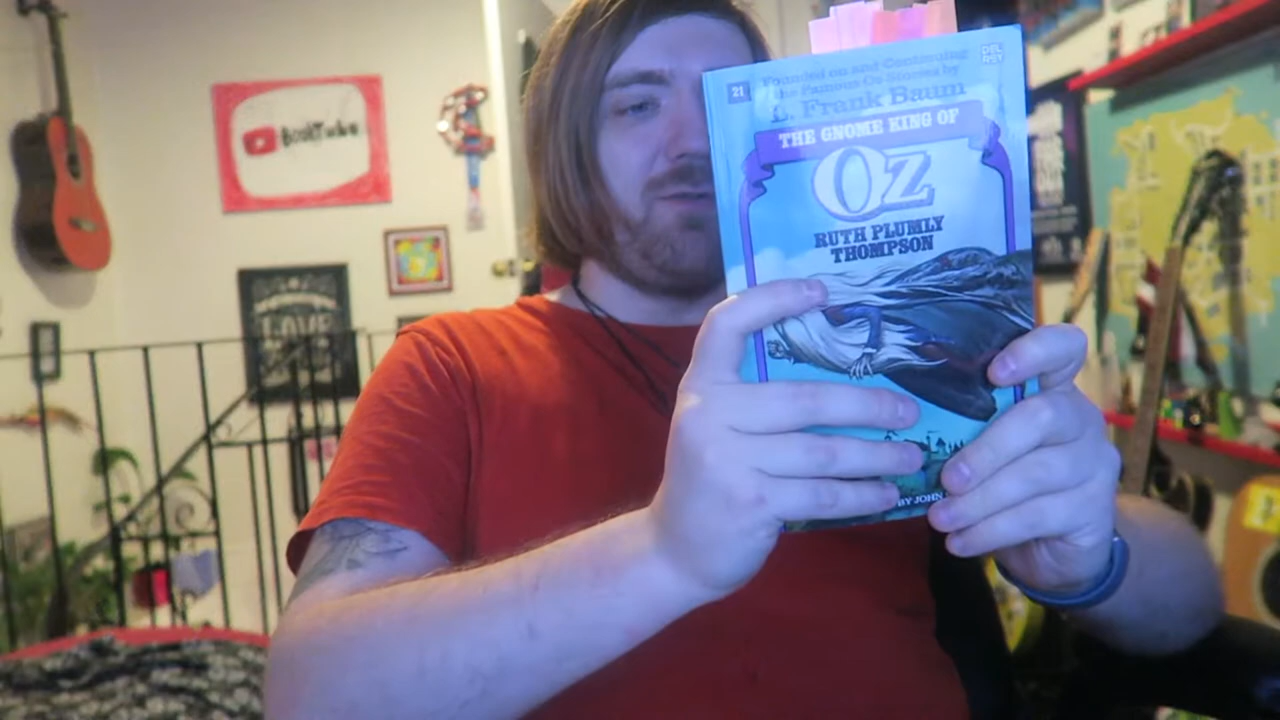 BookTube
LOVE
21
DEL
REY
Founded on and Continuing
the Famous Oz Stories by
L. Frank Baum
THE GNOME KING OF
OZ
RUTH PLUMLY
THOMPSON
BY JOHN